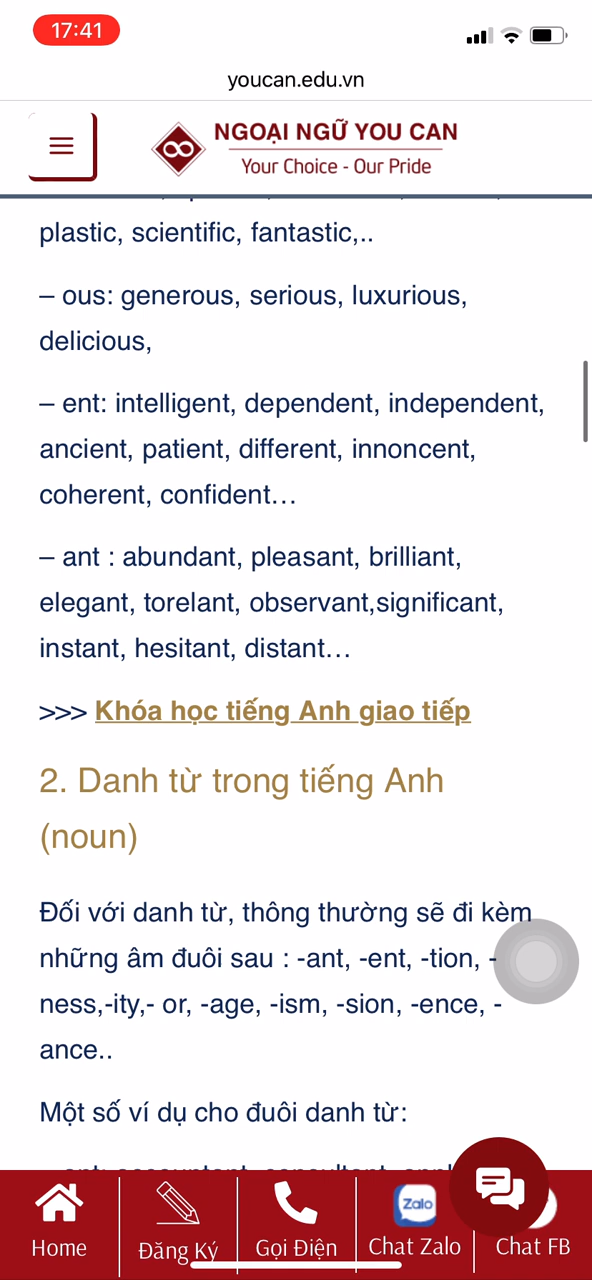 17:41
youcan.edu.vn
NGOẠI NGỮ YOU CAN
Your Choice - Our Pride
plastic, scientific, fantastic,..
– ous: generous, serious, luxurious,
delicious,
– ent: intelligent, dependent, independent,
ancient, patient, different, innoncent,
coherent, confident…
– ant : abundant, pleasant, brilliant,
elegant, torelant, observant,significant,
instant, hesitant, distant…
>>> Khóa học tiếng Anh giao tiếp
2. Danh từ trong tiếng Anh
(noun)
Đối với danh từ, thông thường sẽ đi kèm
những âm đuôi sau : -ant, -ent, -tion, -
ness,-ity,- or, -age, -ism, -sion, -ence, -
ance..
Một số ví dụ cho đuôi danh từ:
Zalo
Home
Đăng Ký
Gọi Điện
Chat Zalo
Chat FB